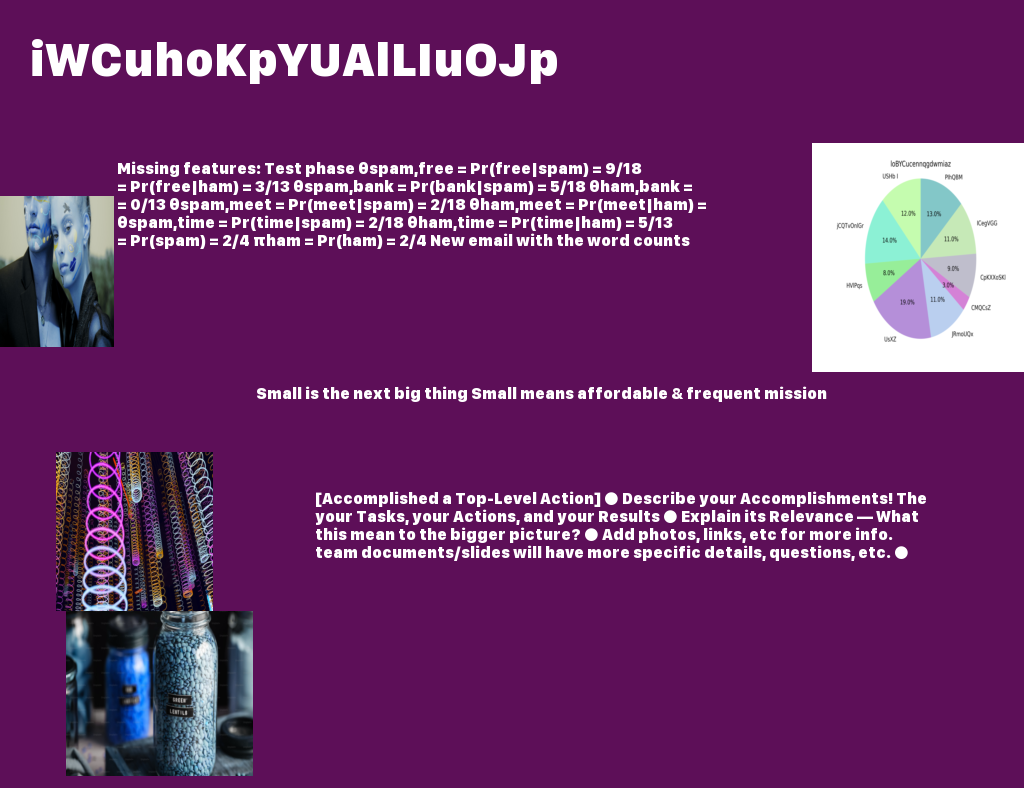 iWCuhoKpYUAlLIuOJp
Missing features: Test phase θspam,free = Pr(free|spam) = 9/18
= Pr(free|ham) = 3/13 θspam,bank = Pr(bank|spam) = 5/18 θham,bank =
= 0/13 θspam,meet = Pr(meet|spam) = 2/18 θham,meet = Pr(meet|ham) =
θspam,time = Pr(time|spam) = 2/18 θham,time = Pr(time|ham) = 5/13
= Pr(spam) = 2/4 πham = Pr(ham) = 2/4 New email with the word counts
USHb I
PlhQBM
12.0%
13.0%
jCQTvOnlGr
ICegVGG
14.0%
11.0%
9.0%
8.0%
CpKXXoSKl
3.0%
HVlPqs
19.0%
11.0%
CMQCsZ
UsXZ
JRmoUQx
Small is the next big thing Small means affordable & frequent mission
[Accomplished a Top-Level Action] ● Describe your Accomplishments! The
your Tasks, your Actions, and your Results ● Explain its Relevance — What
this mean to the bigger picture? ● Add photos, links, etc for more info.
team documents/slides will have more specific details, questions, etc. ●
GREEN
LENTILS